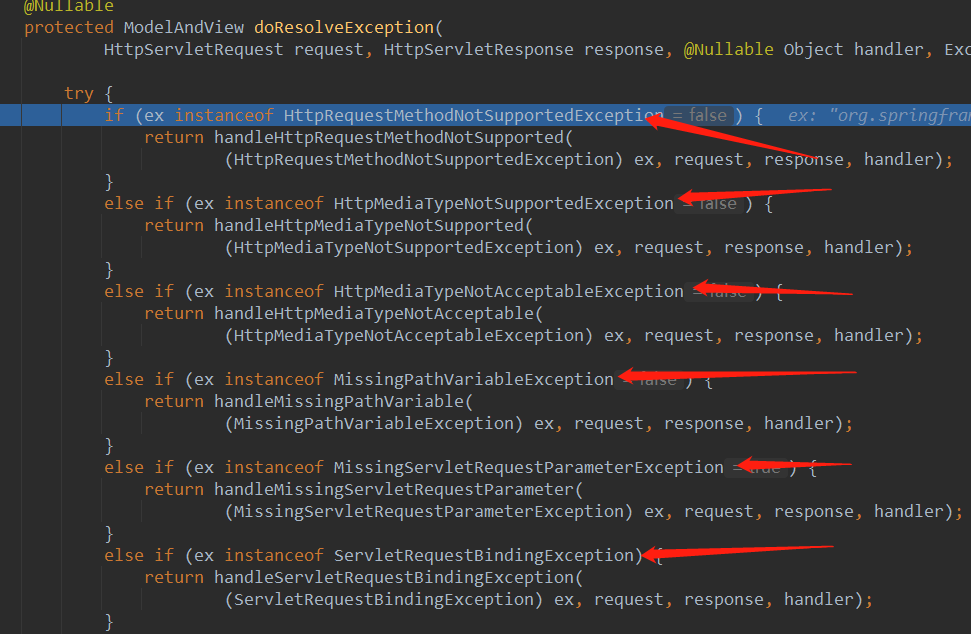 @Nullable
protected ModelAndView doResolveException(
HttpServletRequest request, HttpServletResponse response, @Nullable Object handler, Exc
try {
if (ex instanceof HttpRequestMethodNotSupportedException = false ) { ex: "org.springfram
return handleHttpRequestMethodNotSupported(
(HttpRequestMethodNotSupportedException) ex, request, response, handler);
}
else if (ex instanceof HttpMediaTypeNotSupportedException = false ) {
return handleHttpMediaTypeNotSupported(
(HttpMediaTypeNotSupportedException) ex, request, response, handler);
}
else if (ex instanceof HttpMediaTypeNotAcceptableException = false ) {
return handleHttpMediaTypeNotAcceptable(
(HttpMediaTypeNotAcceptableException) ex, request, response, handler);
}
else if (ex instanceof MissingPathVariableException = false ) {
return handleMissingPathVariable(
(MissingPathVariableException) ex, request, response, handler);
}
else if (ex instanceof MissingServletRequestParameterException = true ) {
return handleMissingServletRequestParameter(
(MissingServletRequestParameterException) ex, request, response, handler);
}
else if (ex instanceof ServletRequestBindingException) {
return handleServletRequestBindingException(
(ServletRequestBindingException) ex, request, response, handler);
}